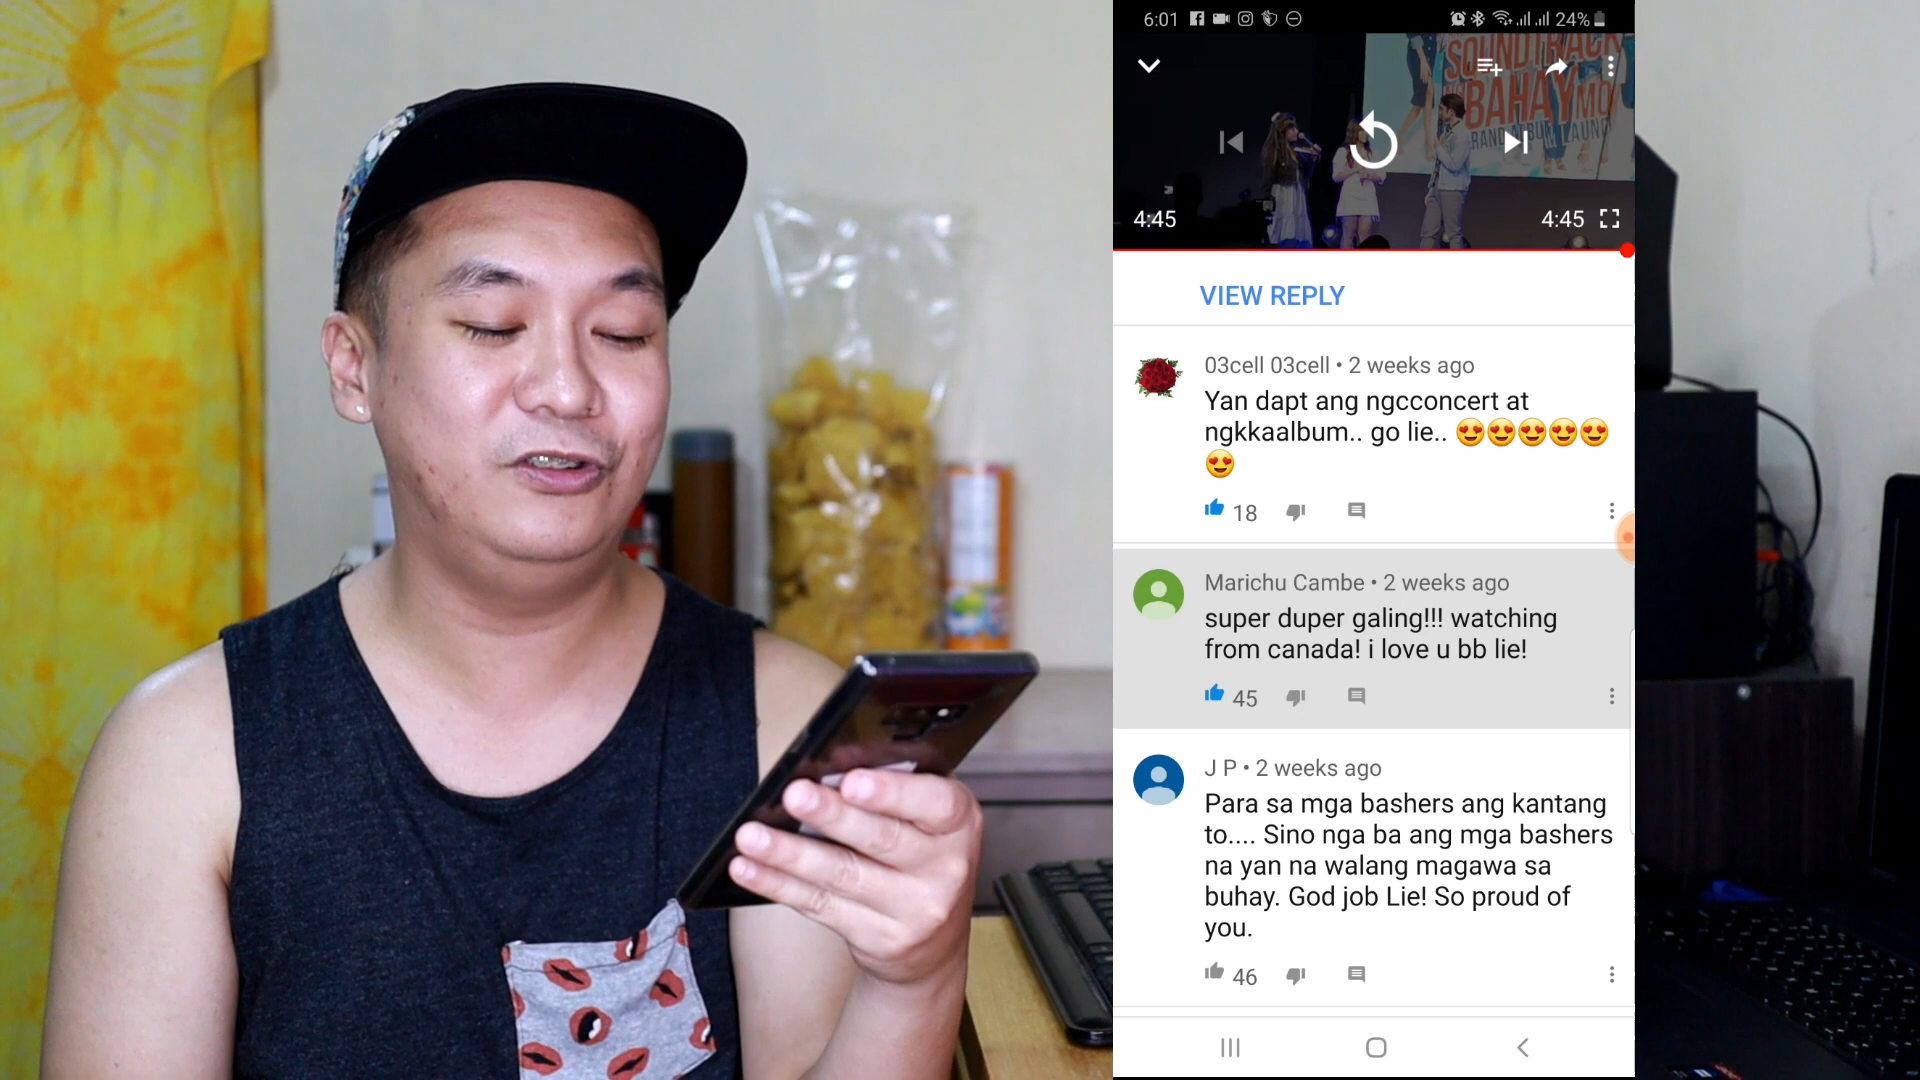 6:01
24%
SOUNDTRACK
BAHAY MO
GRAND ALBUM LAUNCH
4:45
4:45
VIEW REPLY
03cell 03cell • 2 weeks ago
Yan dapt ang ngcconcert at
ngkkaalbum.. go lie.. 😍😍😍😍😍
😍
18
Marichu Cambe • 2 weeks ago
super duper galing!!! watching
from canada! i love u bb lie!
45
J P • 2 weeks ago
Para sa mga bashers ang kantang
to.... Sino nga ba ang mga bashers
na yan na walang magawa sa
buhay. God job Lie! So proud of
you.
46